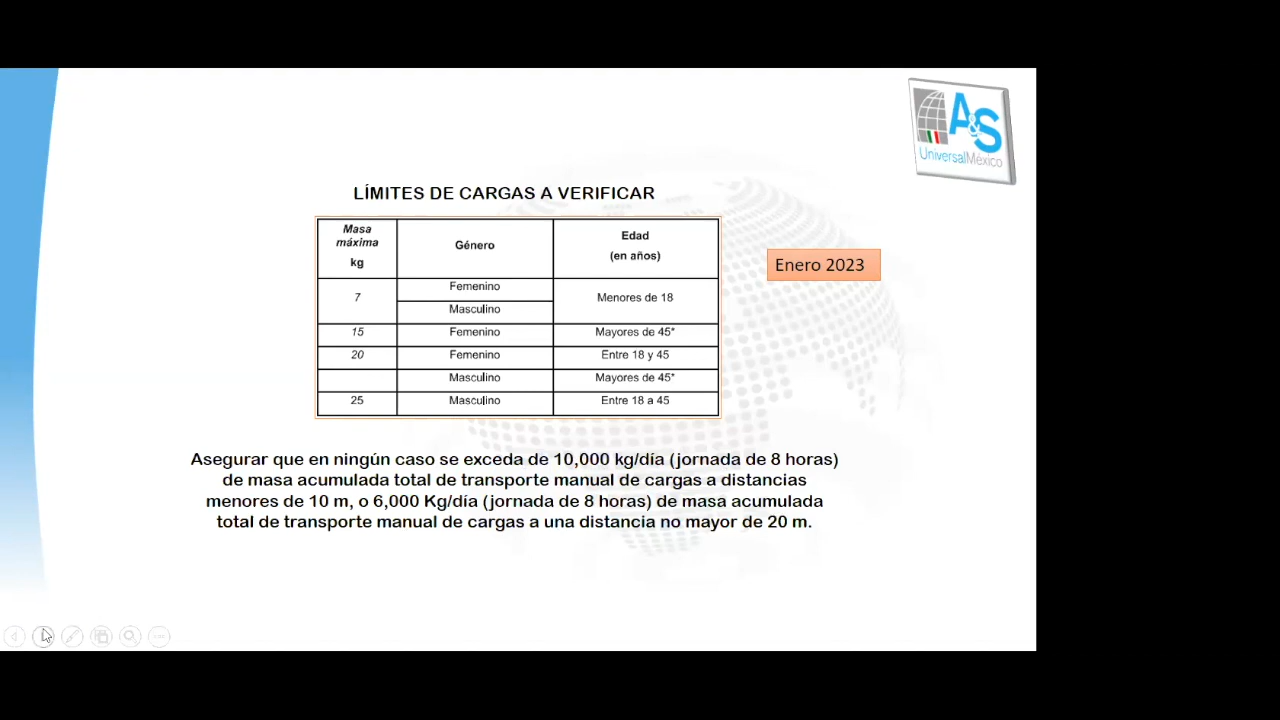 A&S
UniversalMéxico
LÍMITES DE CARGAS A VERIFICAR
Masa
máxima
kg
Género
Edad
(en años)
Enero 2023
7
Femenino
Masculino
Menores de 18
15
Femenino
Mayores de 45*
20
Femenino
Entre 18 y 45
Masculino
Mayores de 45*
25
Masculino
Entre 18 a 45
Asegurar que en ningún caso se exceda de 10,000 kg/día (jornada de 8 horas)
de masa acumulada total de transporte manual de cargas a distancias
menores de 10 m, o 6,000 Kg/día (jornada de 8 horas) de masa acumulada
total de transporte manual de cargas a una distancia no mayor de 20 m.